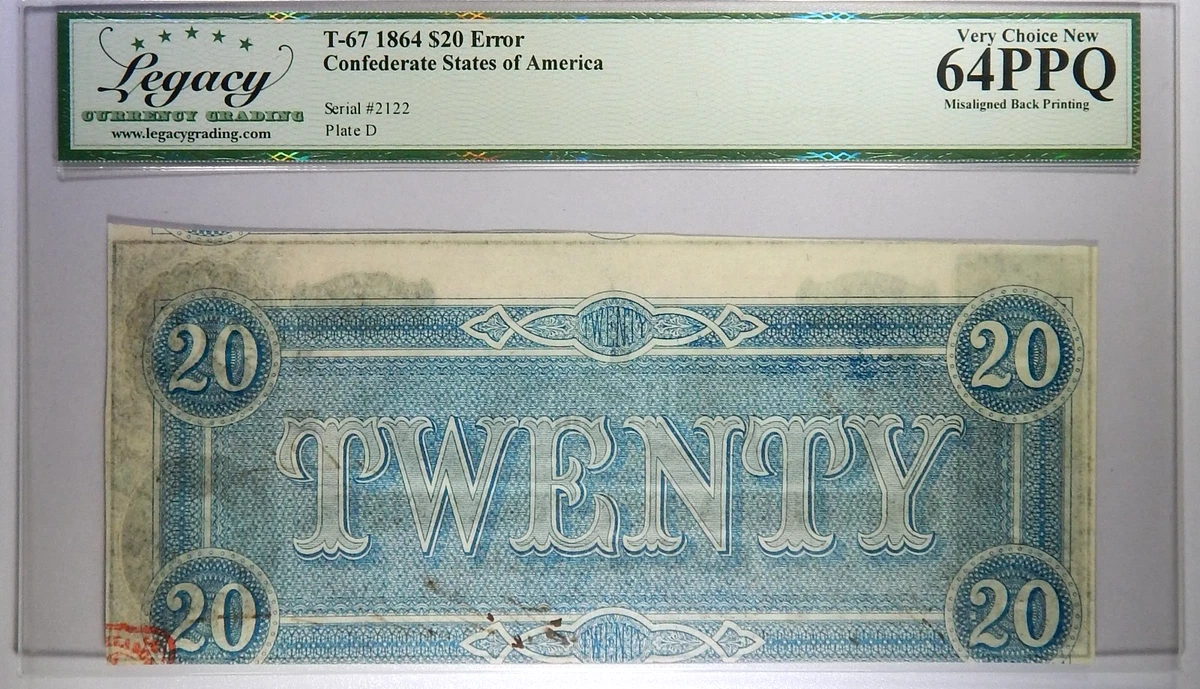 Legacy
CURRENCY GRADING
www.legacygrading.com
T-67 1864 $20 Error
Confederate States of America
Serial #2122
Plate D
Very Choice New
64PPQ
Misaligned Back Printing
20 TWENTY 20
TWENTY
20 TWENTY 20